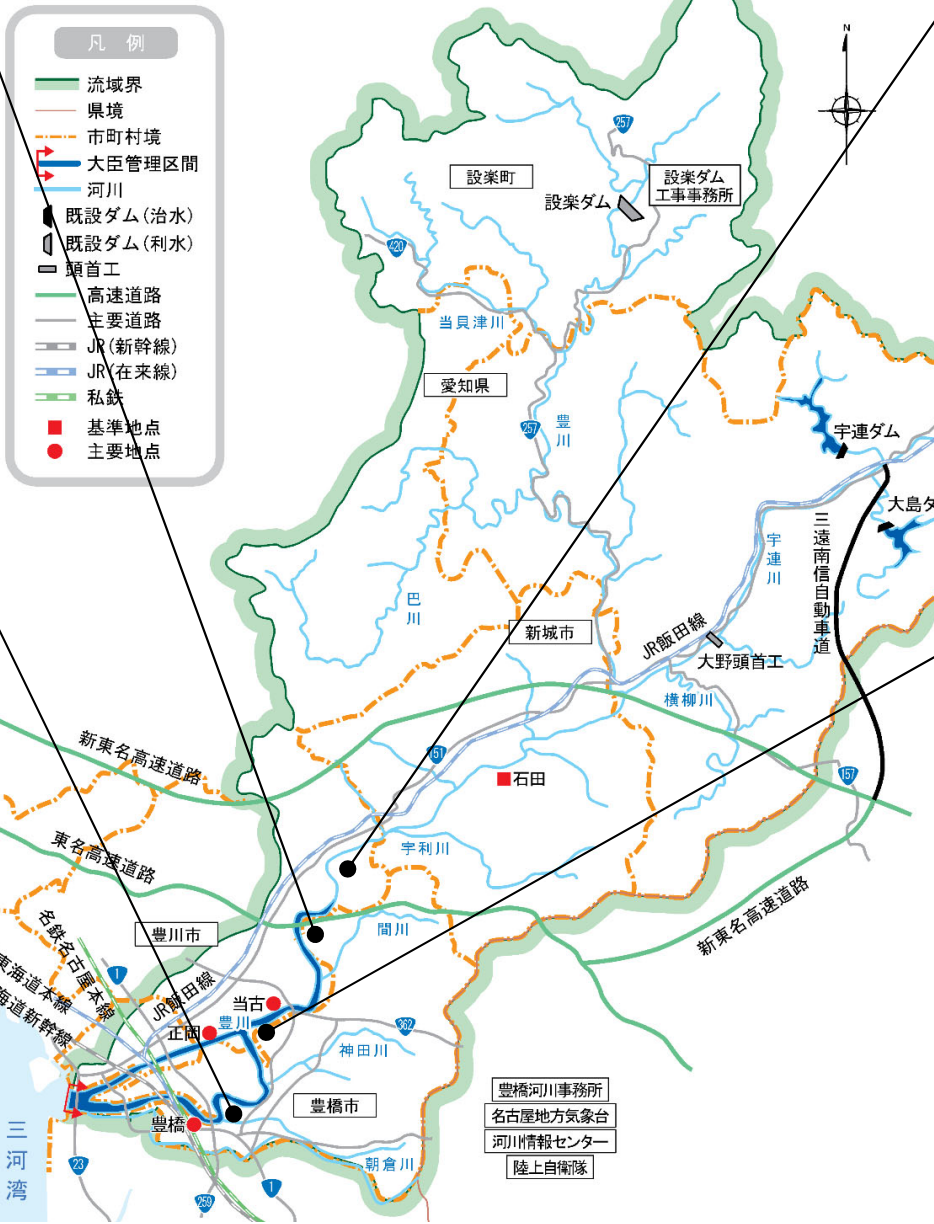 凡 例
流域界
県境
市町村境
大臣管理区間
河川
既設ダム(治水)
既設ダム(利水)
頭首工
高速道路
主要道路
JR(新幹線)
JR(在来線)
私鉄
基準地点
主要地点
N
257
設楽町
設楽ダム
工事事務所
設楽ダム
420
当貝津川
愛知県
257
豊川
宇連ダム
大島ダ
三遠南信自動車道
宇連川
巴川
新城市
JR飯田線
大野頭首工
横柳川
新東名高速道路
151
石田
157
東名高速道路
宇利川
新東名高速道路
名鉄名古屋本線
豊川市
間川
東海道本線
海道新幹線
1
JR飯田線
当古
正岡
豊川
362
神田川
豊橋市
豊橋河川事務所
名古屋地方気象台
河川情報センター
陸上自衛隊
豊橋
三河湾
朝倉川
23
259
1